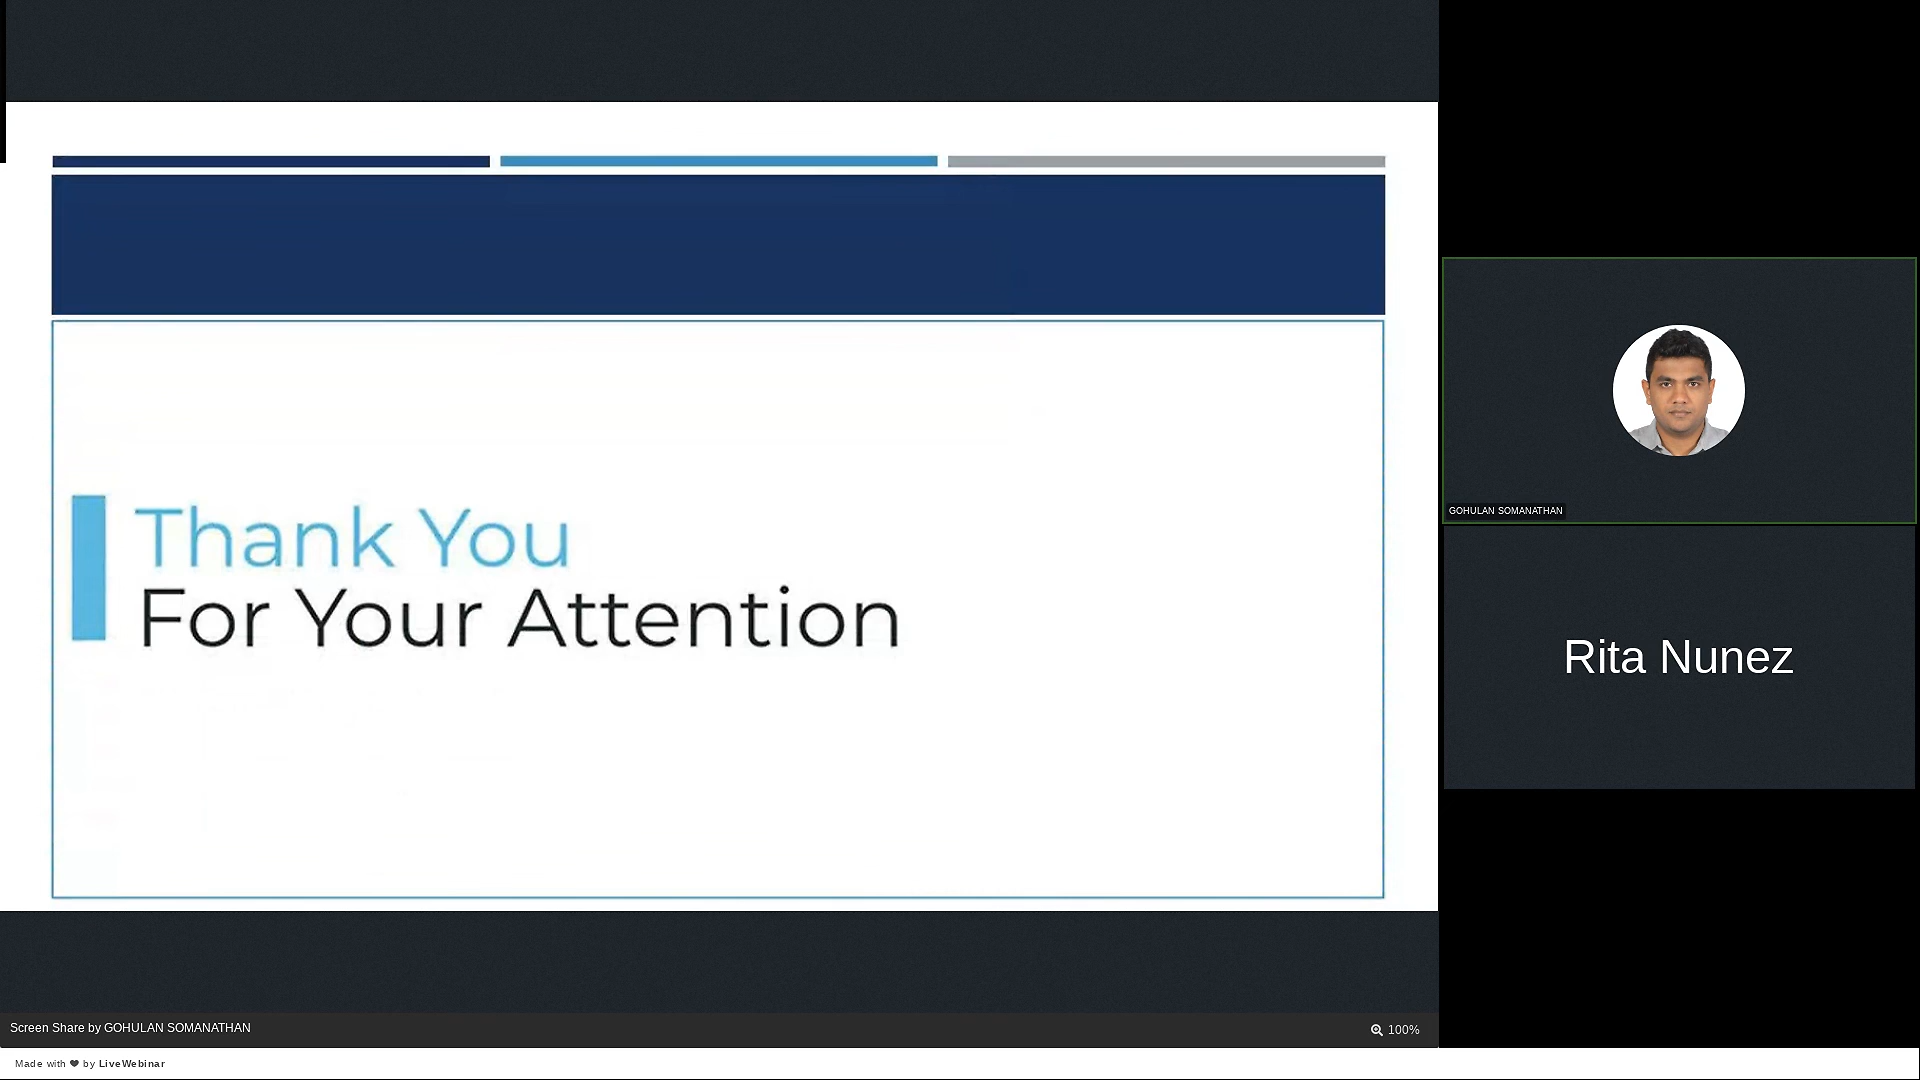 Thank You
For Your Attention
GOHULAN SOMANATHAN
Rita Nunez
Screen Share by GOHULAN SOMANATHAN
100%
Made with ❤ by LiveWebinar